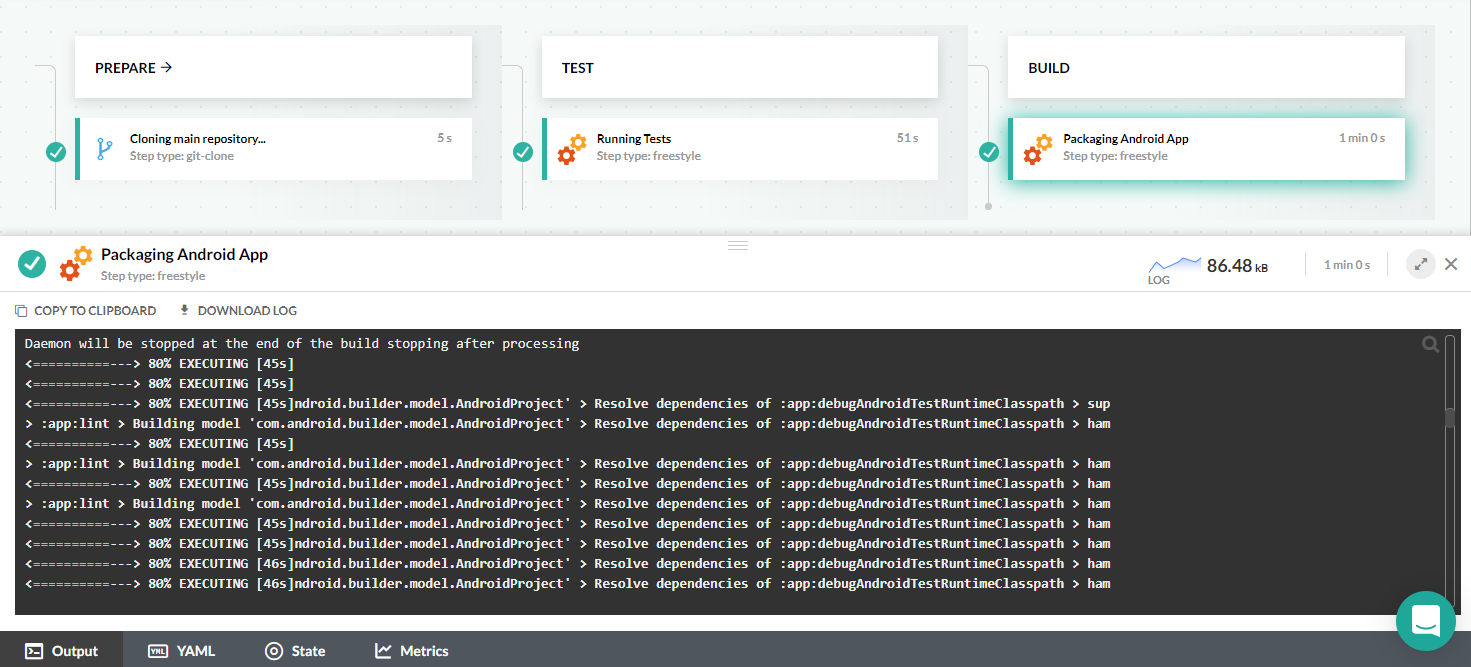 PREPARE →
TEST
BUILD
Cloning main repository... 5 s
Step type: git-clone
Running Tests 51 s
Step type: freestyle
Packaging Android App 1 min 0 s
Step type: freestyle
Packaging Android App
Step type: freestyle
LOG
86.48 kB
1 min 0 s
COPY TO CLIPBOARD
DOWNLOAD LOG
Daemon will be stopped at the end of the build stopping after processing
<============---> 80% EXECUTING [45s]
<============---> 80% EXECUTING [45s]
<============---> 80% EXECUTING [45s]ndroid.builder.model.AndroidProject' > Resolve dependencies of :app:debugAndroidTestRuntimeClasspath > sup
> :app:lint > Building model 'com.android.builder.model.AndroidProject' > Resolve dependencies of :app:debugAndroidTestRuntimeClasspath > ham
<============---> 80% EXECUTING [45s]
> :app:lint > Building model 'com.android.builder.model.AndroidProject' > Resolve dependencies of :app:debugAndroidTestRuntimeClasspath > ham
<============---> 80% EXECUTING [45s]ndroid.builder.model.AndroidProject' > Resolve dependencies of :app:debugAndroidTestRuntimeClasspath > ham
> :app:lint > Building model 'com.android.builder.model.AndroidProject' > Resolve dependencies of :app:debugAndroidTestRuntimeClasspath > ham
<============---> 80% EXECUTING [45s]ndroid.builder.model.AndroidProject' > Resolve dependencies of :app:debugAndroidTestRuntimeClasspath > ham
<============---> 80% EXECUTING [45s]ndroid.builder.model.AndroidProject' > Resolve dependencies of :app:debugAndroidTestRuntimeClasspath > ham
<============---> 80% EXECUTING [46s]ndroid.builder.model.AndroidProject' > Resolve dependencies of :app:debugAndroidTestRuntimeClasspath > ham
<============---> 80% EXECUTING [46s]ndroid.builder.model.AndroidProject' > Resolve dependencies of :app:debugAndroidTestRuntimeClasspath > ham
Output
YML YAML
State
Metrics